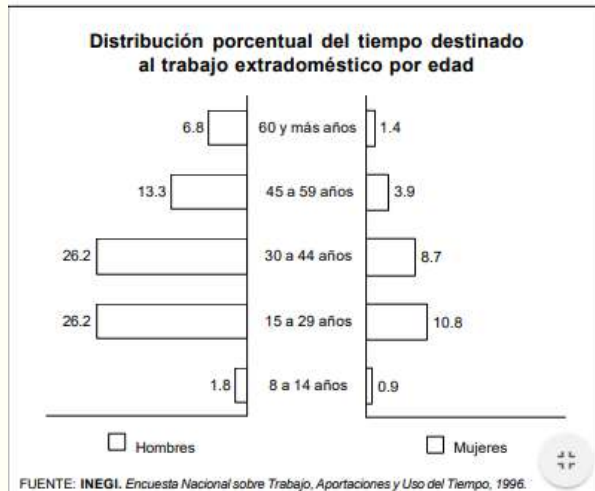 Distribución porcentual del tiempo destinado
al trabajo extradoméstico por edad
6.8 60 y más años 1.4
13.3 45 a 59 años 3.9
26.2 30 a 44 años 8.7
26.2 15 a 29 años 10.8
1.8 8 a 14 años 0.9
Hombres Mujeres
FUENTE: INEGI. Encuesta Nacional sobre Trabajo, Aportaciones y Uso del Tiempo, 1996.